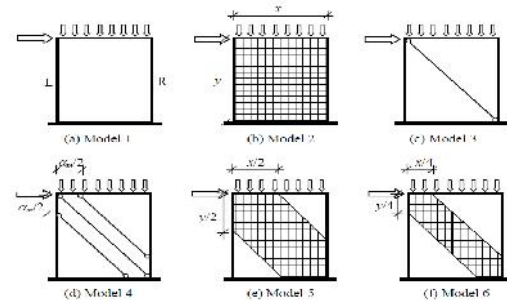 x
L
R
y
(a) Model 1
(b) Model 2
(c) Model 3
x/2
x/4
y/2
y/4
(d) Model 4
(e) Model 5
(f) Model 6